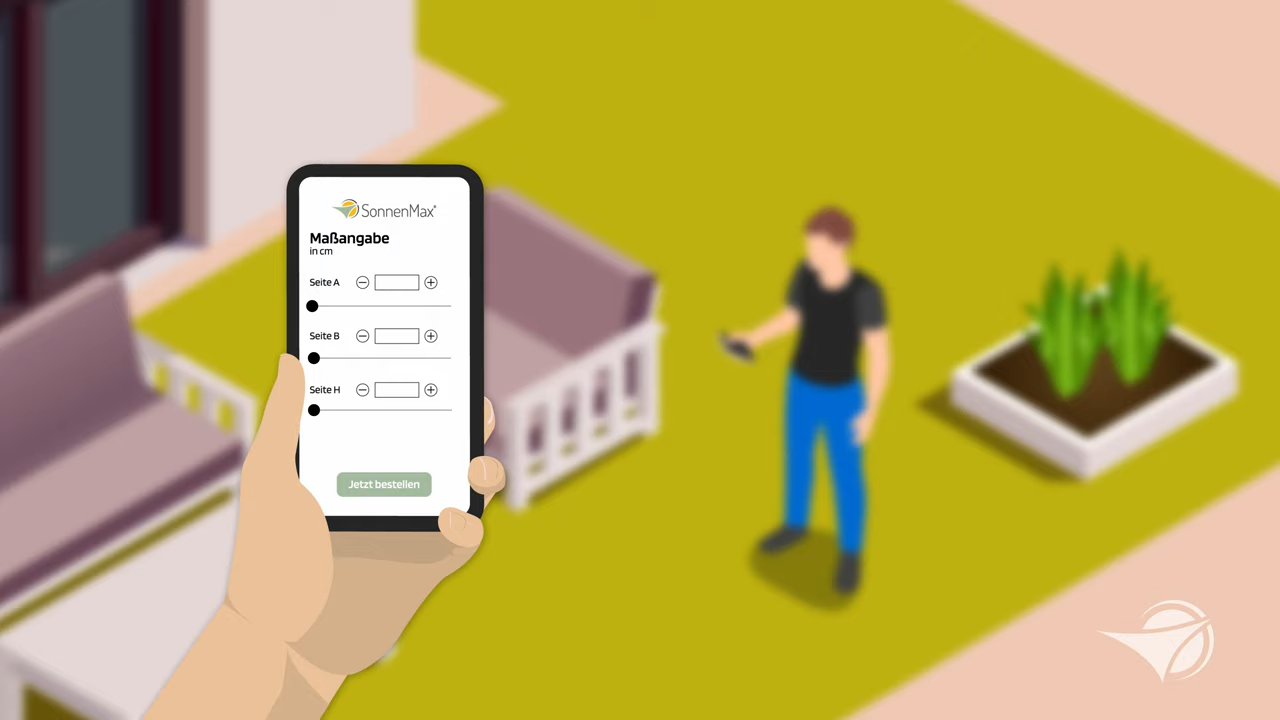 SonnenMax®
Maßangabe
in cm
Seite A
Seite B
Seite H
Jetzt bestellen